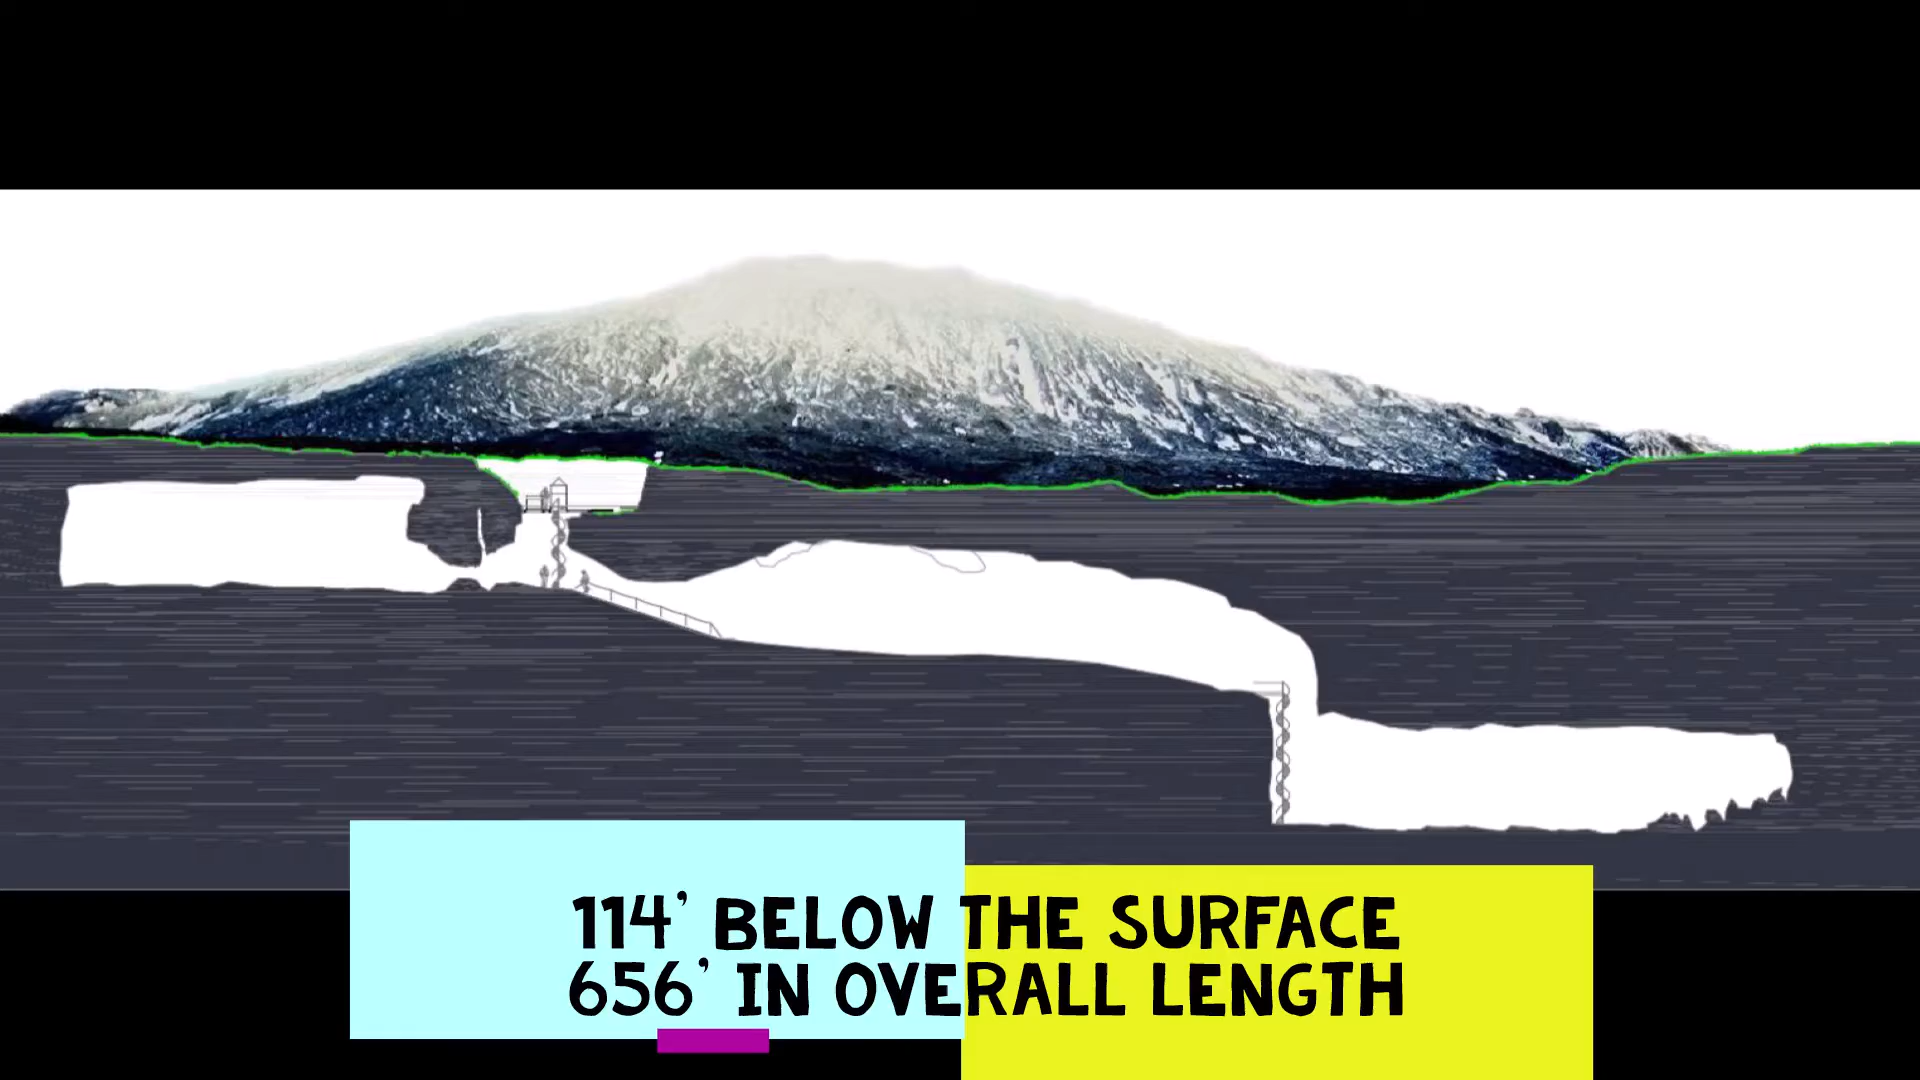 114’ BELOW THE SURFACE
656’ IN OVERALL LENGTH